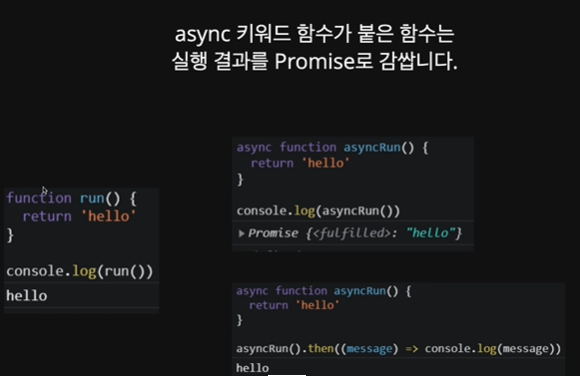 async 키워드 함수가 붙은 함수는
실행 결과를 Promise로 감쌉니다.
function run() {
  return 'hello'
}
console.log(run())
hello
async function asyncRun() {
  return 'hello'
}
console.log(asyncRun())
▸Promise {<fulfilled>: "hello"}
async function asyncRun() {
  return 'hello'
}
asyncRun().then((message) => console.log(message))
hello